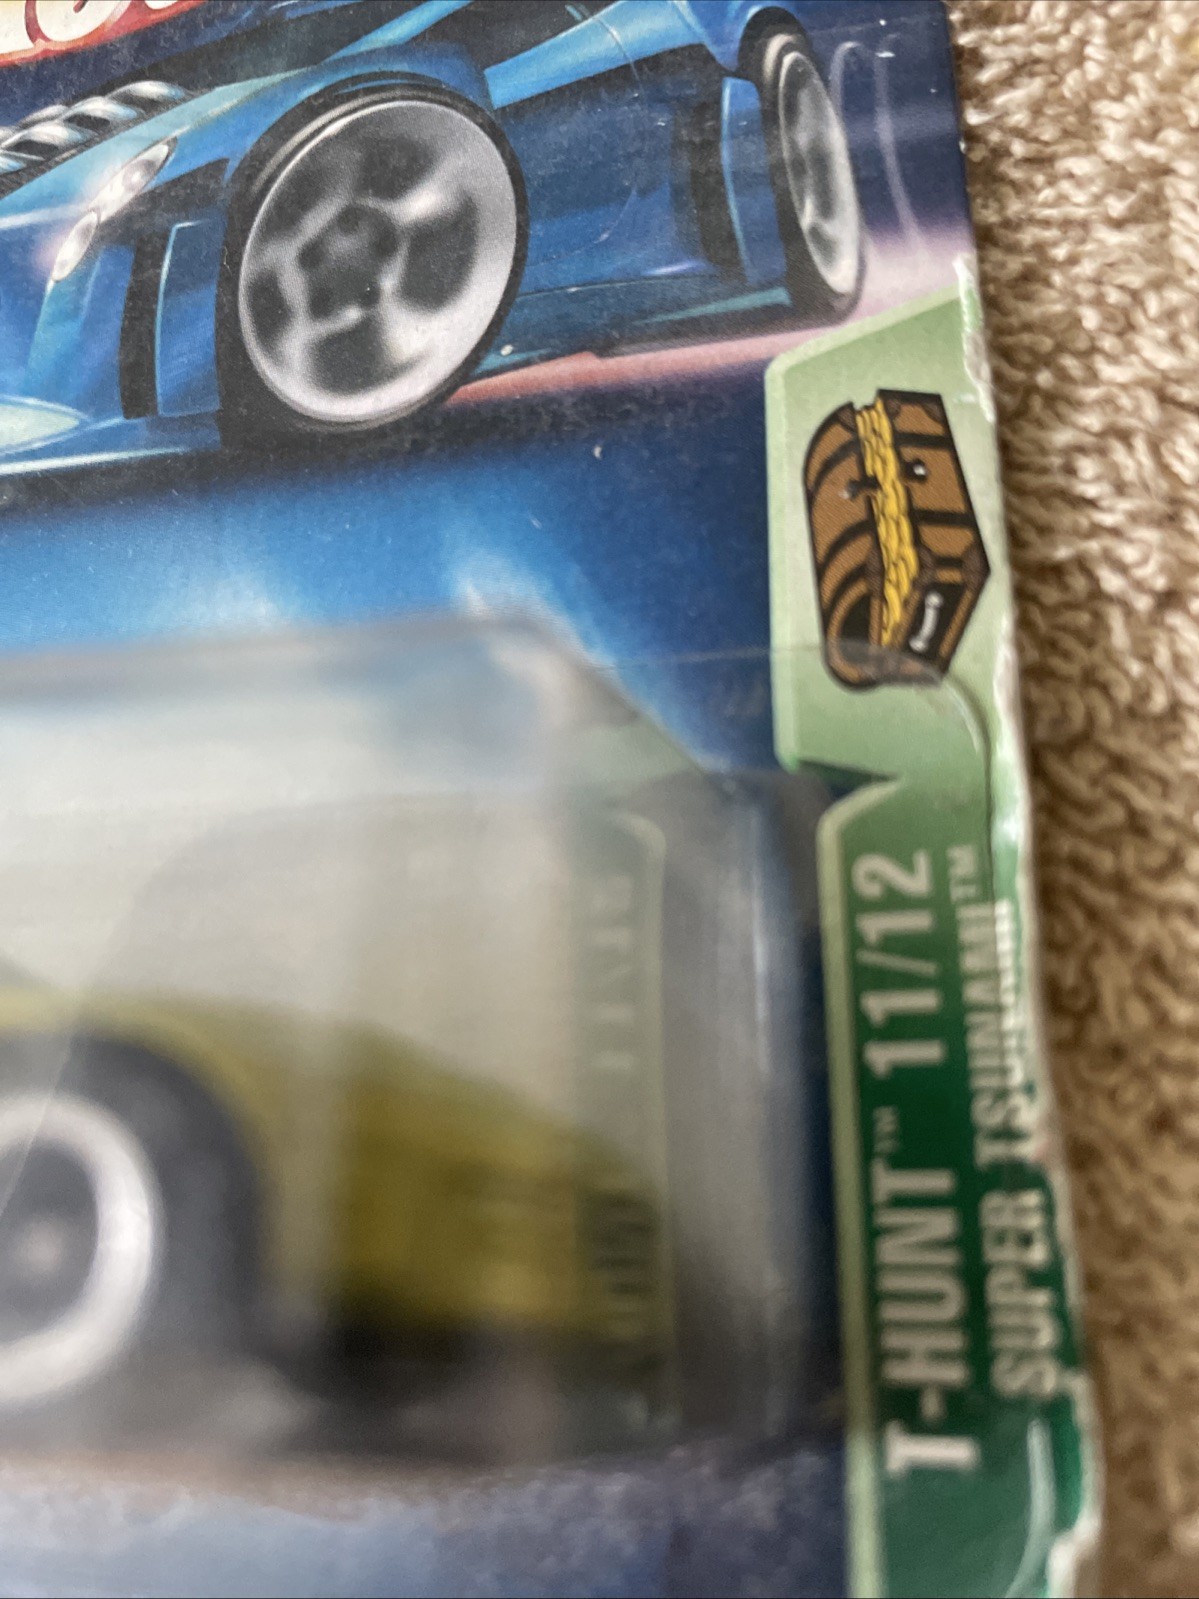 T-HUNT™ 11/12
SUPER TSUNAMI™